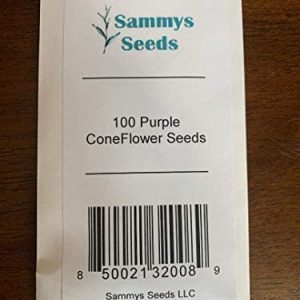 Sammys
Seeds
100 Purple
ConeFlower Seeds
8 50021 32008 9
Sammys Seeds LLC